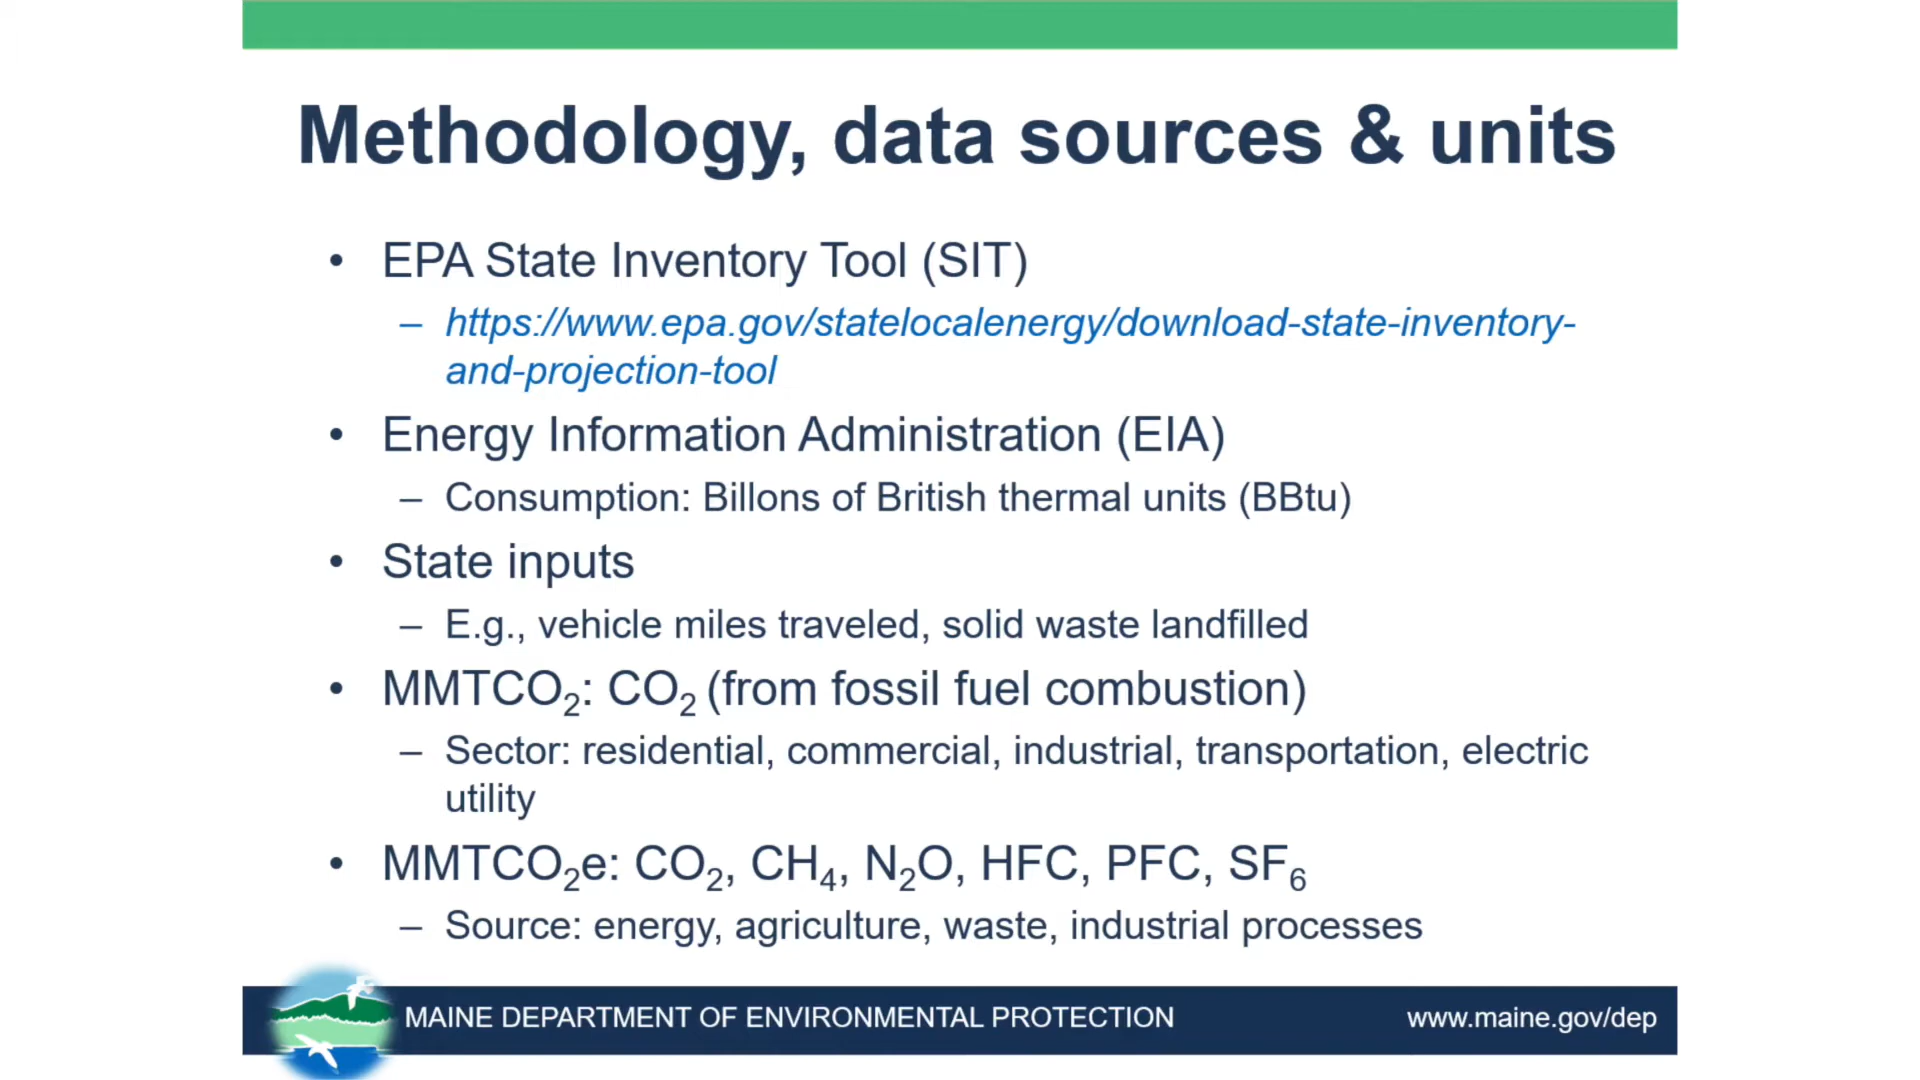 Methodology, data sources & units
• EPA State Inventory Tool (SIT)
– https://www.epa.gov/statelocalenergy/download-state-inventory-
and-projection-tool
• Energy Information Administration (EIA)
– Consumption: Billons of British thermal units (BBtu)
• State inputs
– E.g., vehicle miles traveled, solid waste landfilled
• MMTCO₂: CO₂ (from fossil fuel combustion)
– Sector: residential, commercial, industrial, transportation, electric
utility
• MMTCO₂e: CO₂, CH₄, N₂O, HFC, PFC, SF₆
– Source: energy, agriculture, waste, industrial processes
MAINE DEPARTMENT OF ENVIRONMENTAL PROTECTION
www.maine.gov/dep